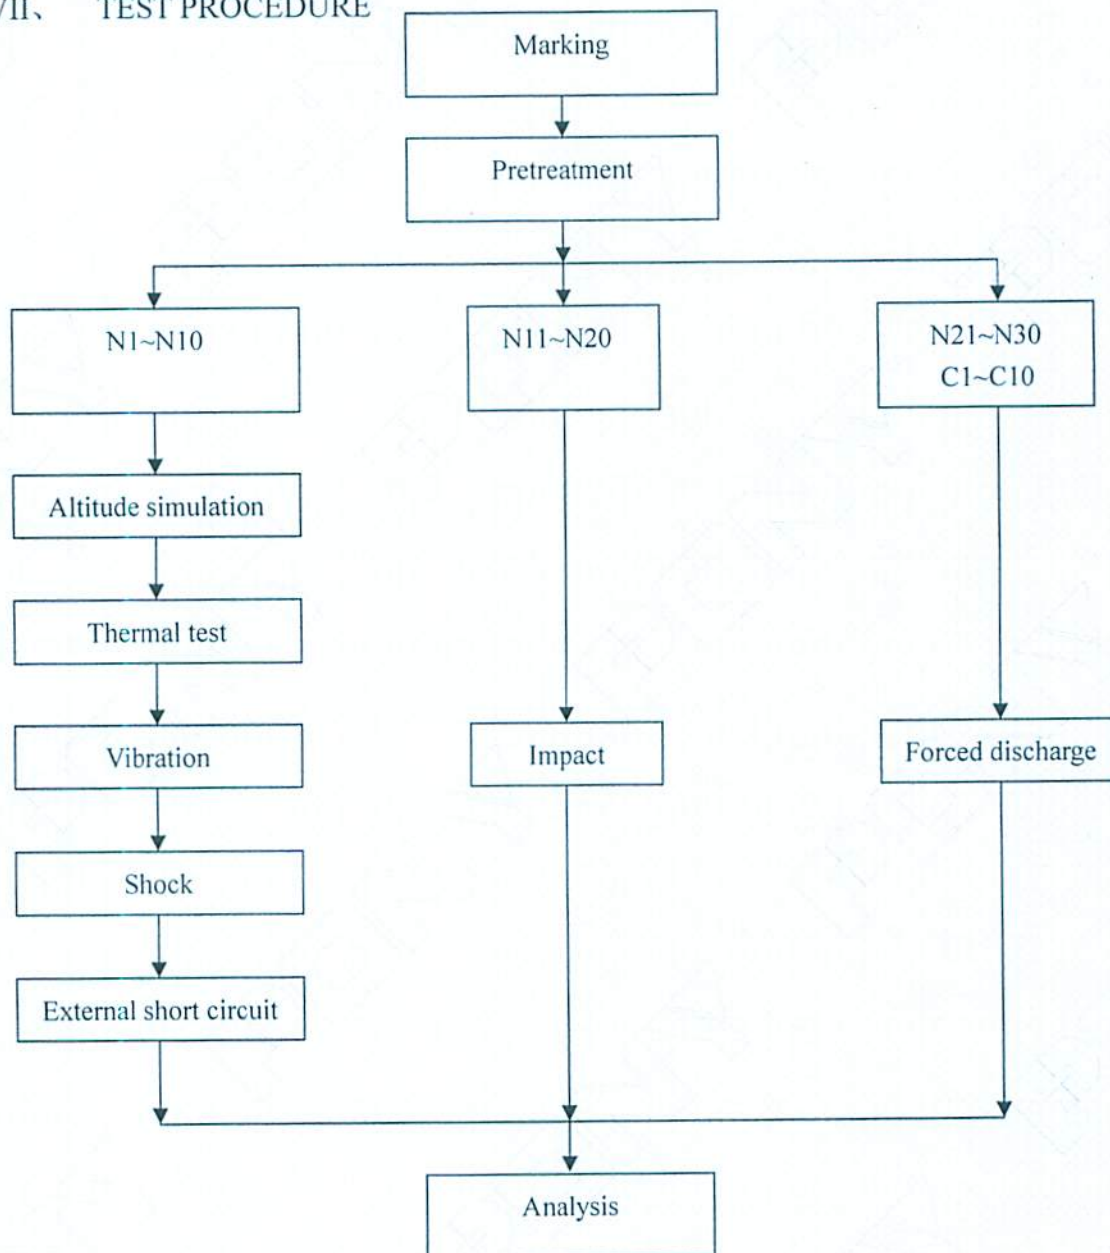 VII、 TEST PROCEDURE
Marking
Pretreatment
N1~N10
N11~N20
N21~N30
C1~C10
Altitude simulation
Thermal test
Vibration
Impact
Forced discharge
Shock
External short circuit
Analysis